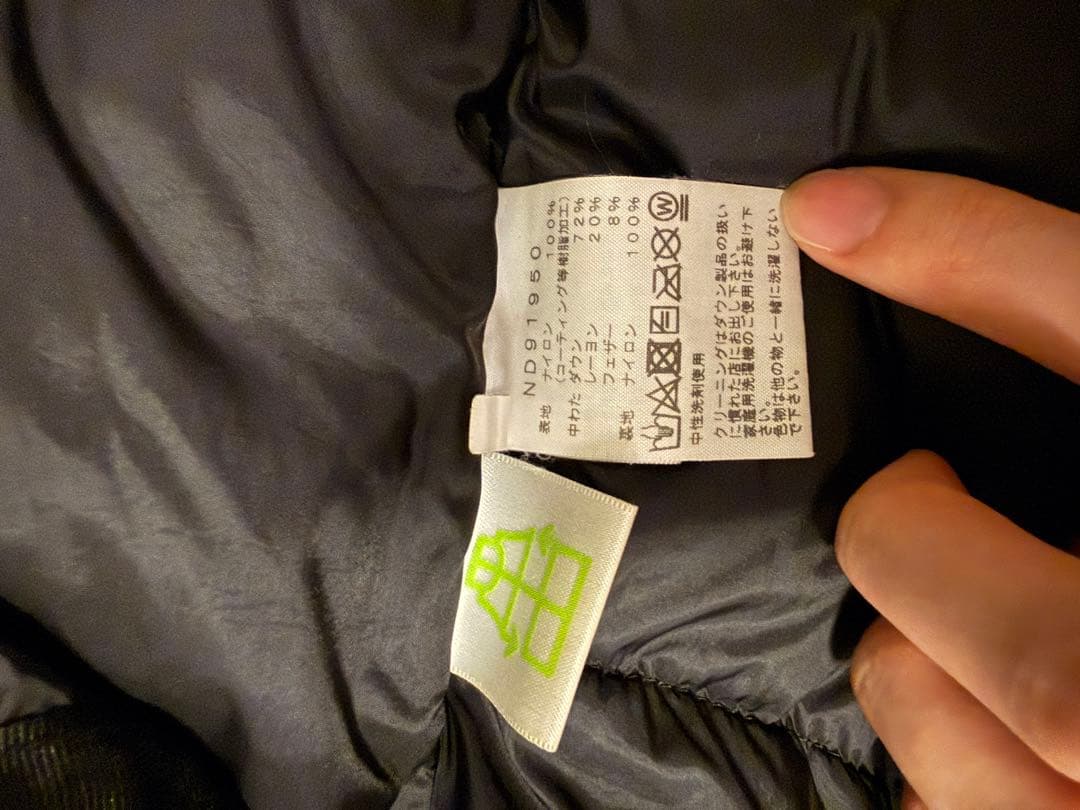 ND91950
表地 ナイロン 100%
(コーティング等樹脂加工)
中わた ダウン 72%
レーヨン 20%
フェザー 8%
裏地 ナイロン 100%
W
中性洗剤使用
クリーニングはダウン製品の扱い
に慣れた店にお出し下さい。
家庭用洗濯機のご使用はお避け下
さい。
色物は他の物と一緒に洗濯しない
で下さい。